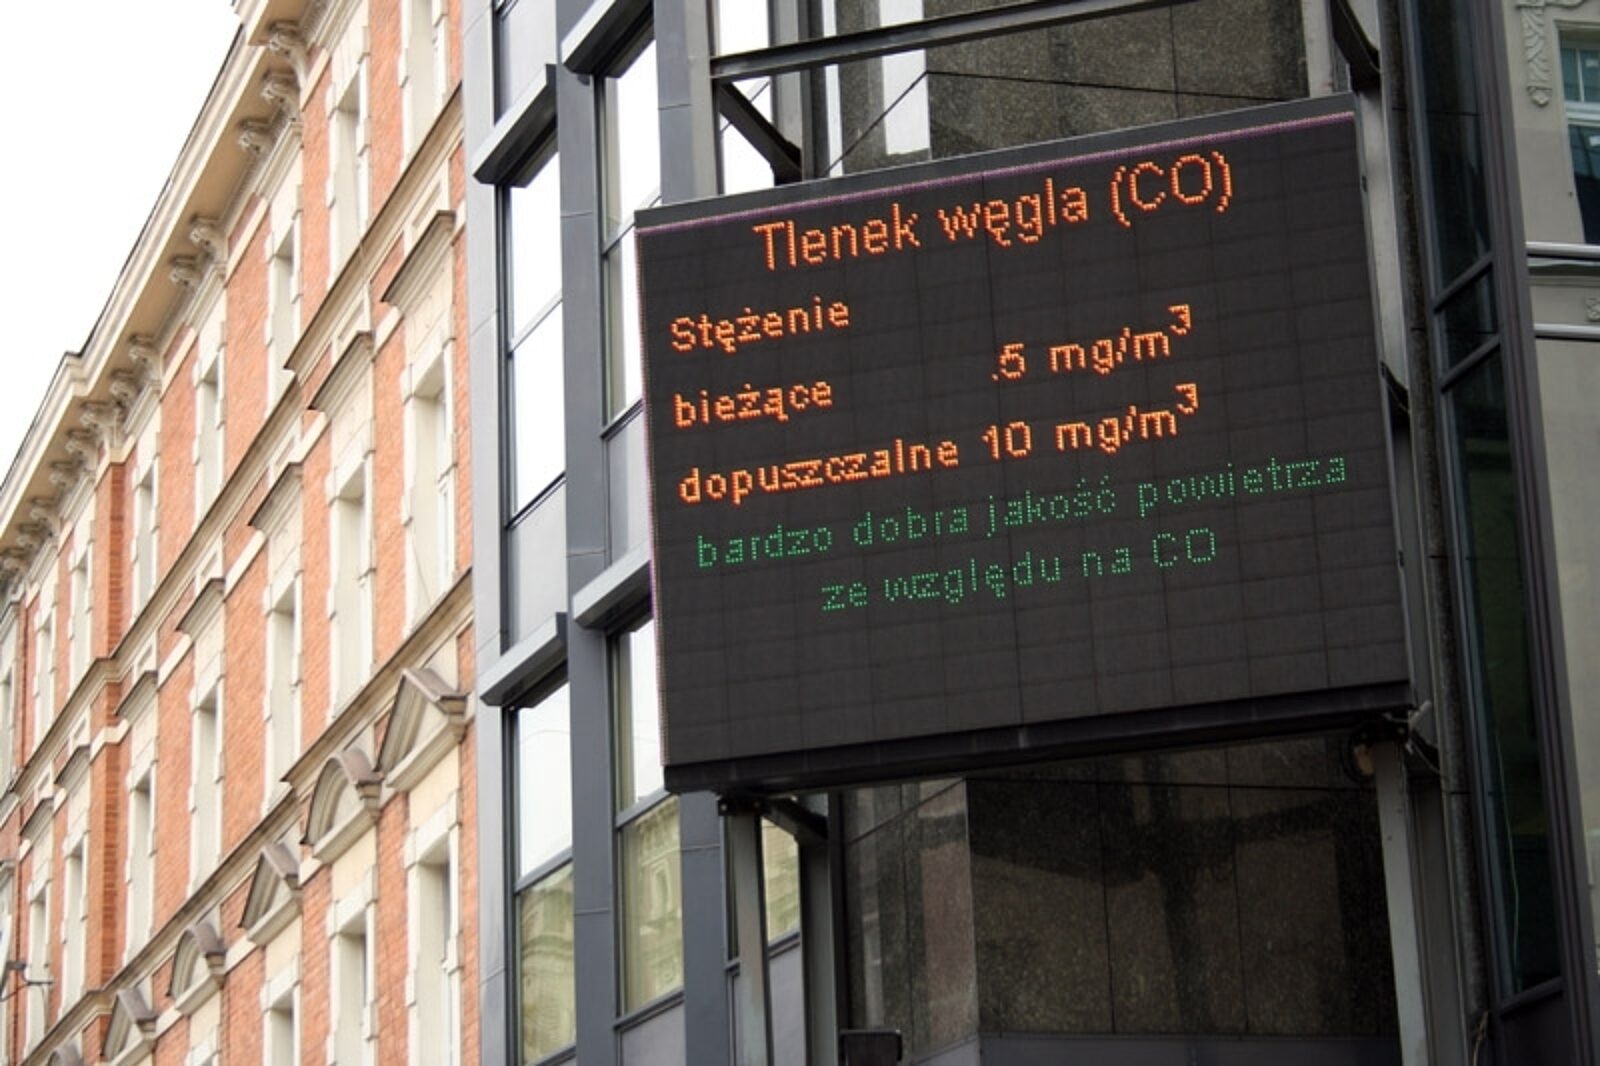 Tlenek węgla (CO)
Stężenie
bieżące .5 mg/m³
dopuszczalne 10 mg/m³
bardzo dobra jakość powietrza
ze względu na CO